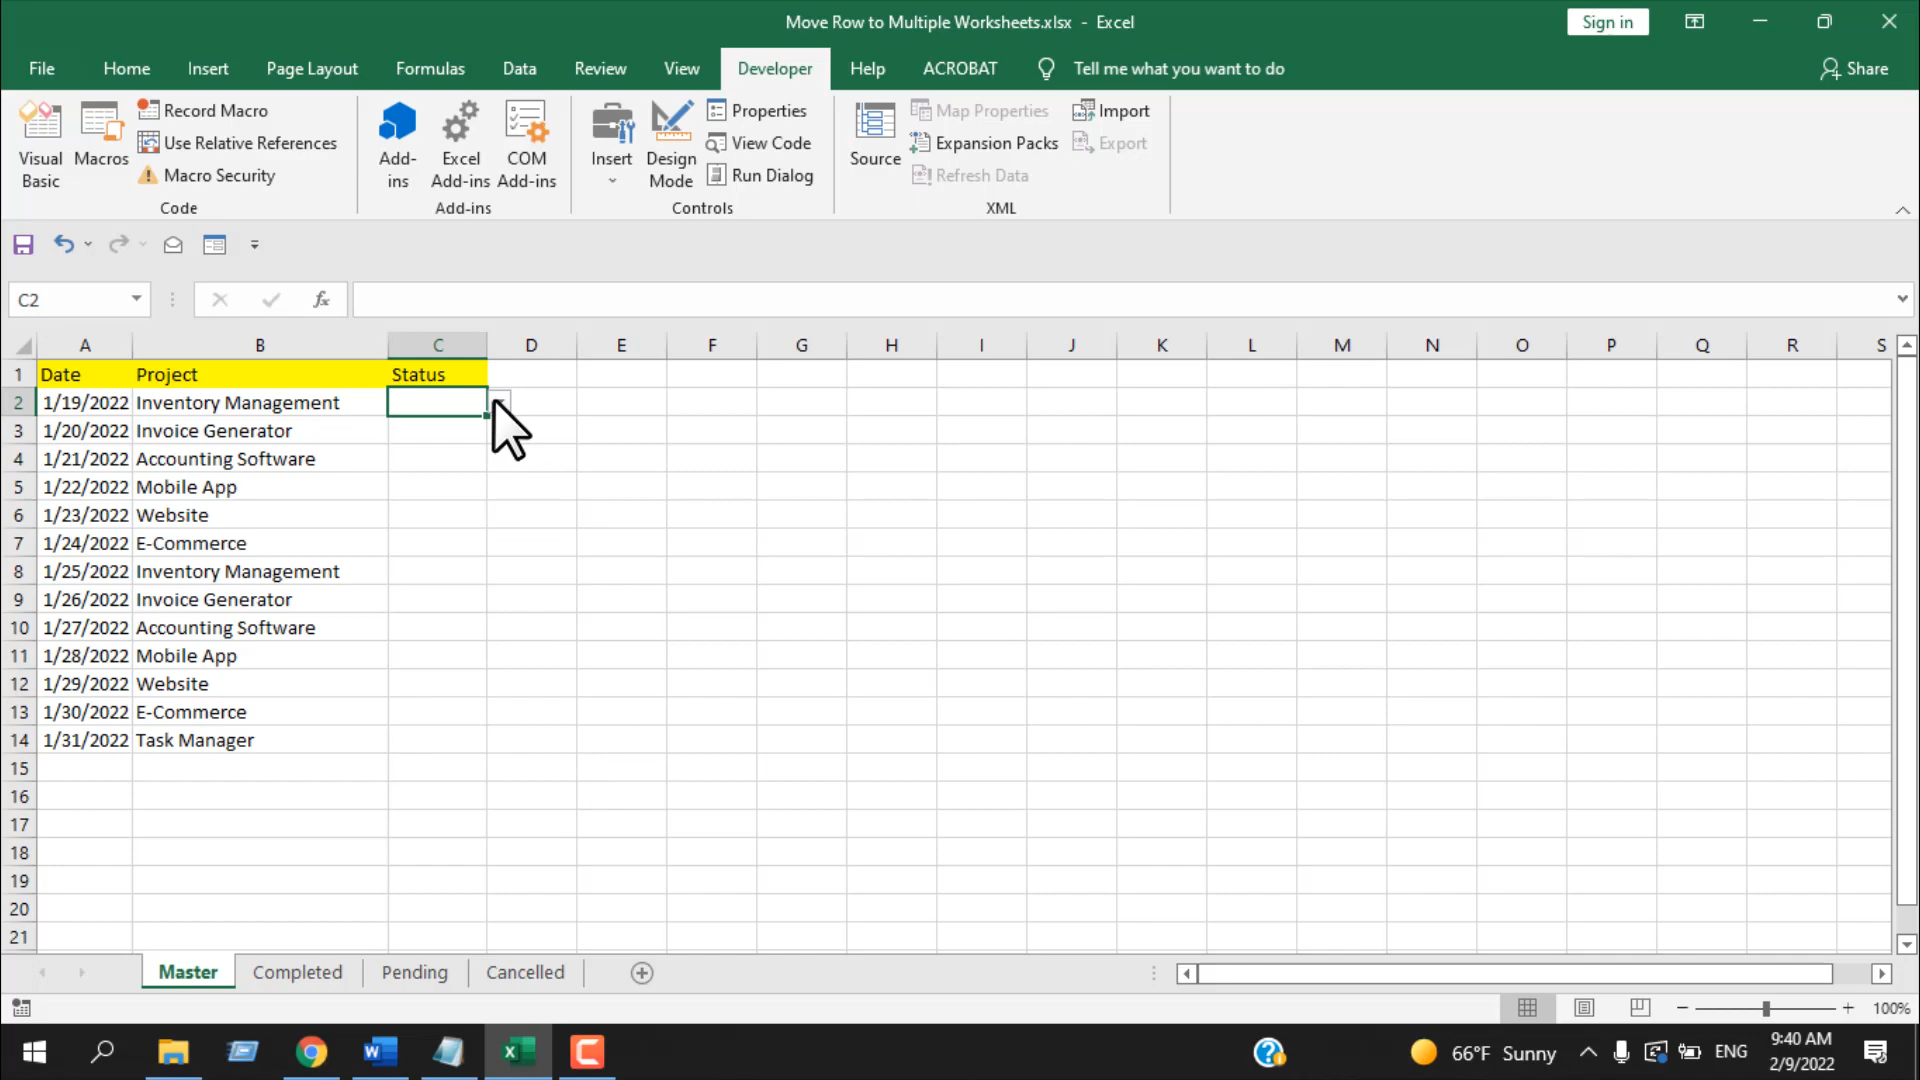 Move Row to Multiple Worksheets.xlsx - Excel
Sign in
File Home Insert Page Layout Formulas Data Review View Developer Help ACROBAT Tell me what you want to do Share
Visual Basic
Macros
Record Macro
Use Relative References
Macro Security
Code
Add-ins
Excel Add-ins
COM Add-ins
Add-ins
Insert
Design Mode
Properties
View Code
Run Dialog
Controls
Source
Map Properties
Expansion Packs
Refresh Data
Import
Export
XML
C2
fx
A B C D E F G H I J K L M N O P Q R S
1 Date Project Status
2 1/19/2022 Inventory Management
3 1/20/2022 Invoice Generator
4 1/21/2022 Accounting Software
5 1/22/2022 Mobile App
6 1/23/2022 Website
7 1/24/2022 E-Commerce
8 1/25/2022 Inventory Management
9 1/26/2022 Invoice Generator
10 1/27/2022 Accounting Software
11 1/28/2022 Mobile App
12 1/29/2022 Website
13 1/30/2022 E-Commerce
14 1/31/2022 Task Manager
15
16
17
18
19
20
21
Master Completed Pending Cancelled
100%
66°F Sunny ENG
9:40 AM
2/9/2022